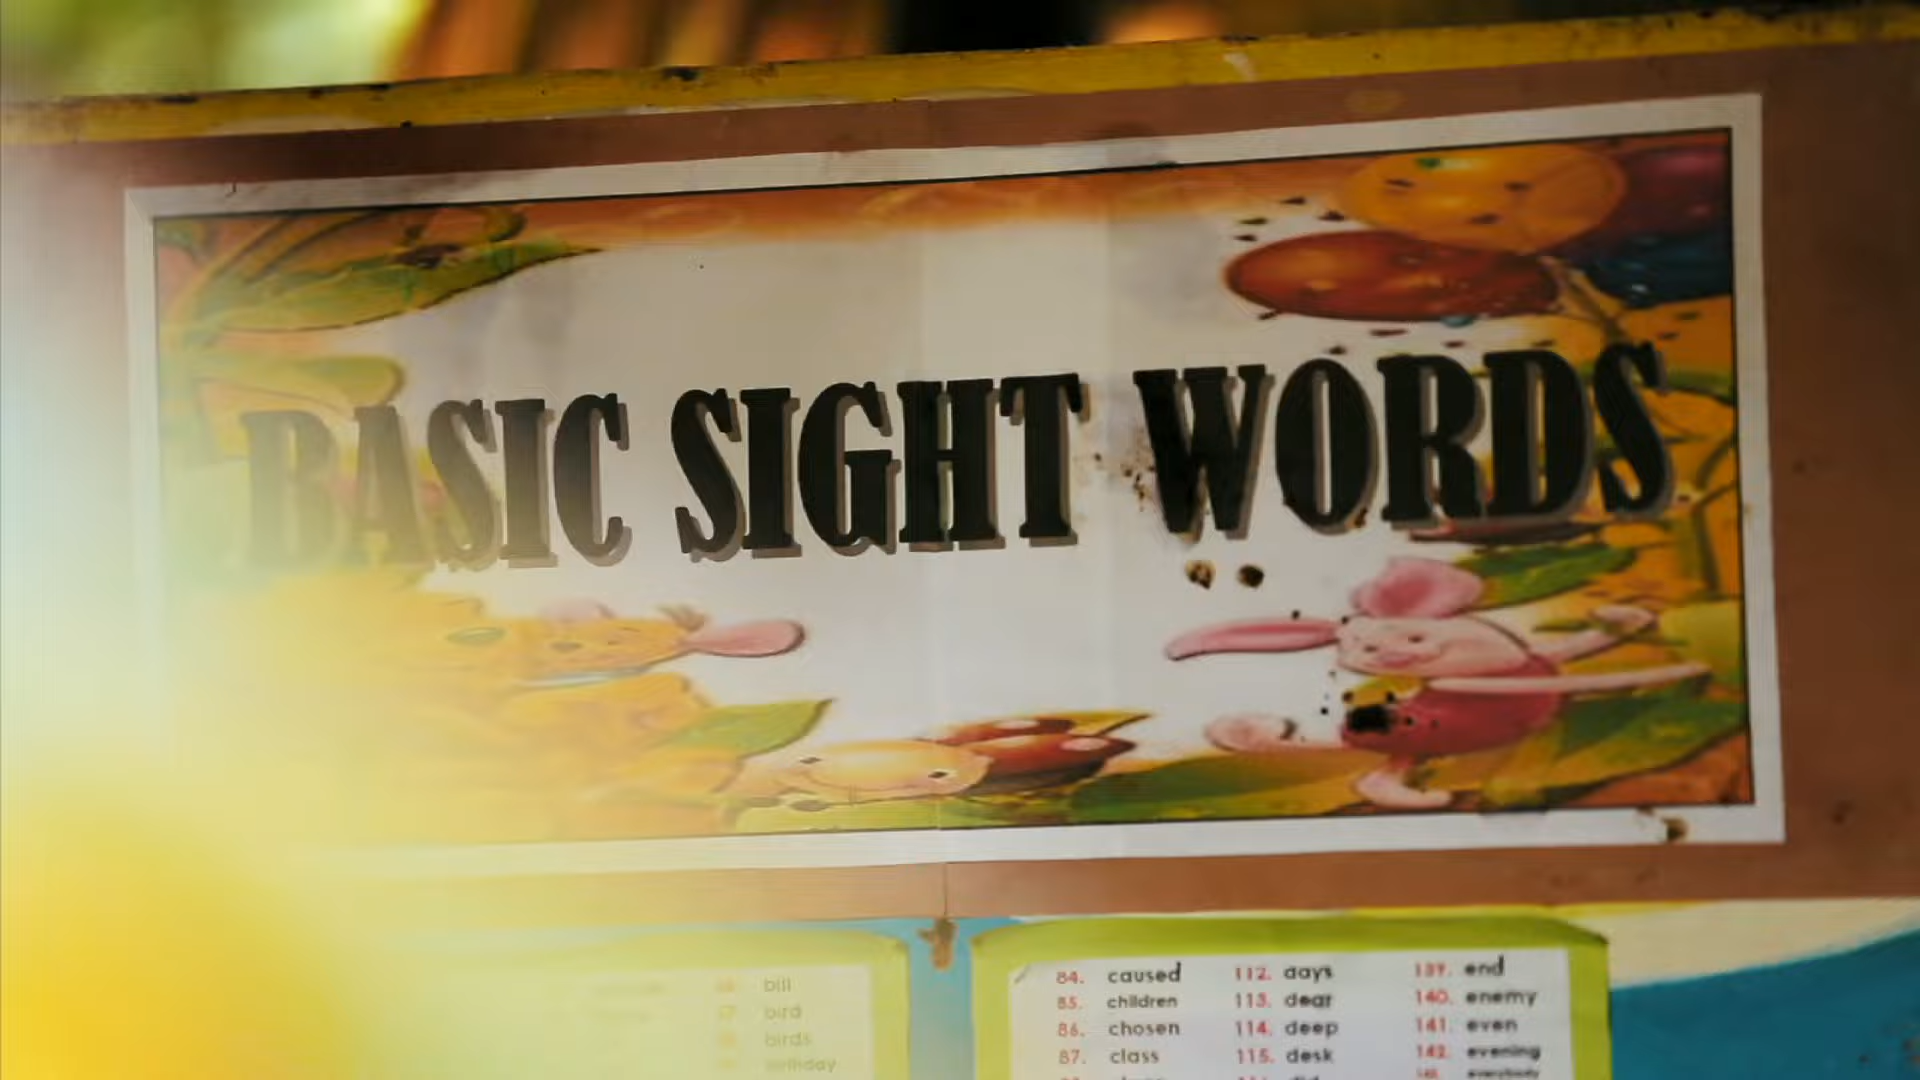 BASIC SIGHT WORDS
bill
bird
birds
birthday
84. caused 112. days 139. end
85. children 113. dear 140. enemy
86. chosen 114. deep 141. even
87. class 115. desk 142. evening
everybody